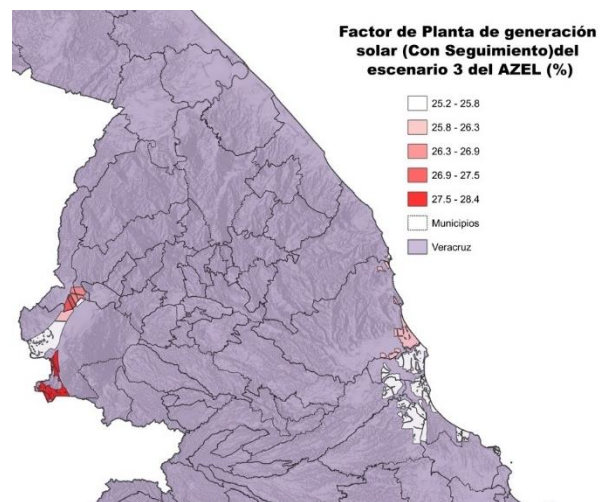 Factor de Planta de generación
solar (Con Seguimiento)del
escenario 3 del AZEL (%)
25.2 - 25.8
25.8 - 26.3
26.3 - 26.9
26.9 - 27.5
27.5 - 28.4
Municipios
Veracruz